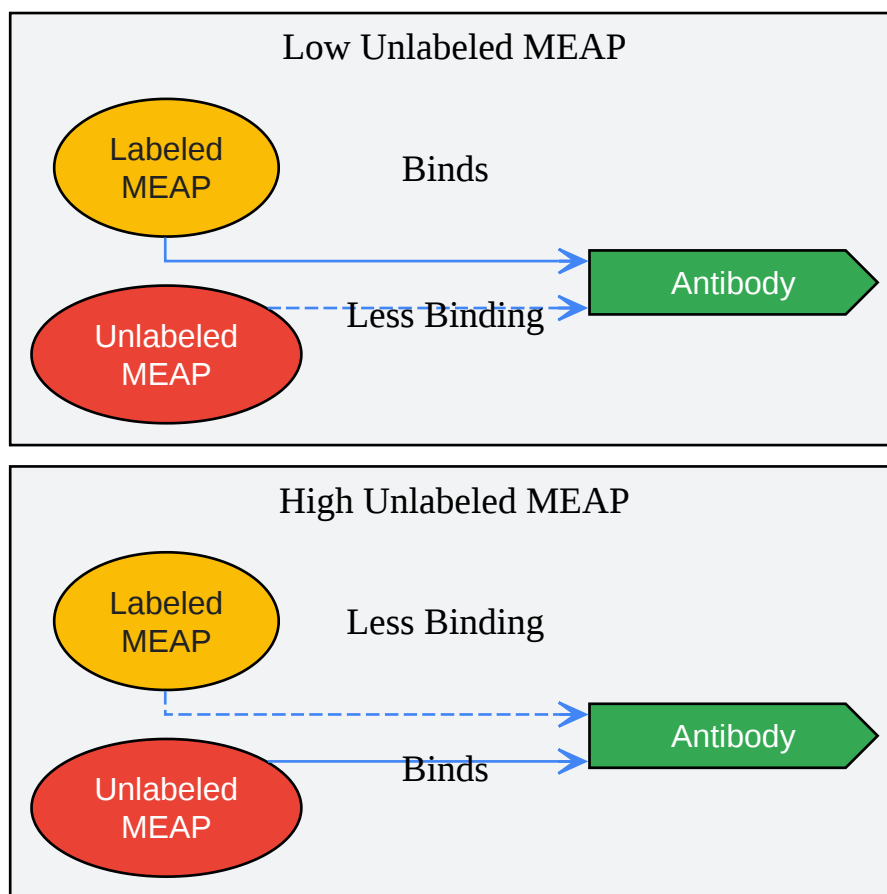 Low Unlabeled MEAP
Labeled
MEAP
Binds
Antibody
Less Binding
Unlabeled
MEAP
High Unlabeled MEAP
Labeled
MEAP
Less Binding
Antibody
Binds
Unlabeled
MEAP